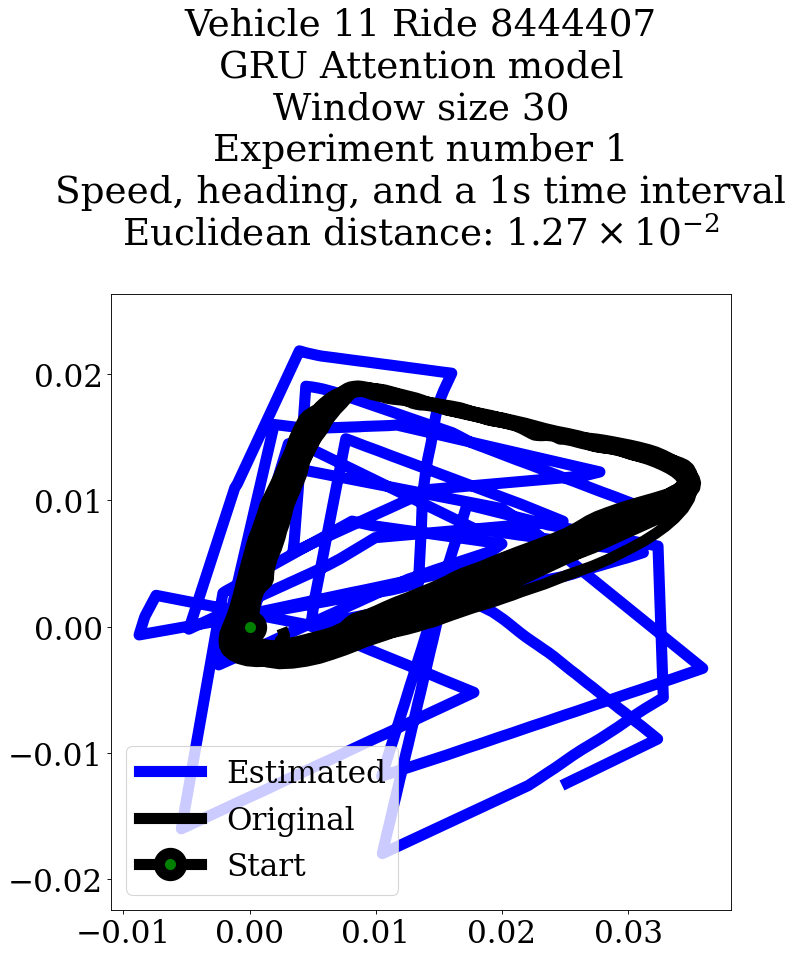 Vehicle 11 Ride 8444407
GRU Attention model
Window size 30
Experiment number 1
Speed, heading, and a 1s time interval
Euclidean distance: 1.27 × 10⁻²
0.02
0.01
0.00
−0.01
−0.02
Estimated
Original
Start
−0.01 0.00 0.01 0.02 0.03